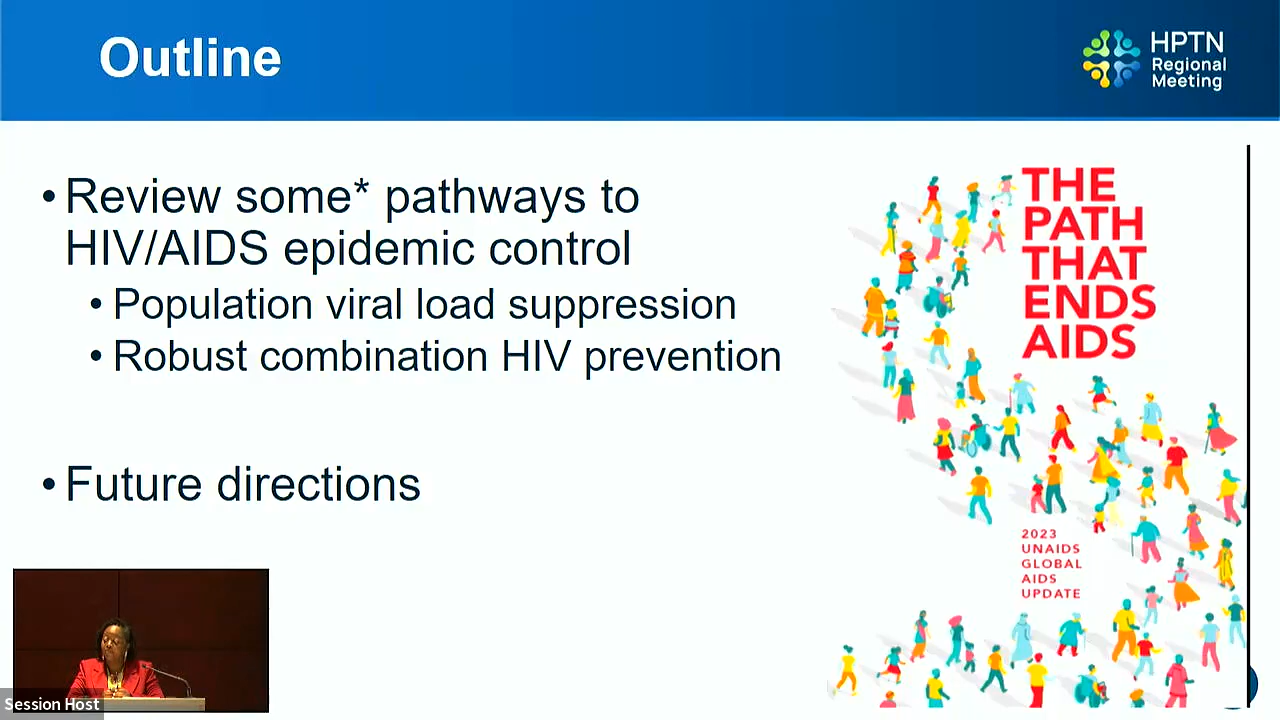 Outline
HPTN
Regional
Meeting
• Review some* pathways to
HIV/AIDS epidemic control
• Population viral load suppression
• Robust combination HIV prevention
• Future directions
THE
PATH
THAT
ENDS
AIDS
2023
UNAIDS
GLOBAL
AIDS
UPDATE
Session Host